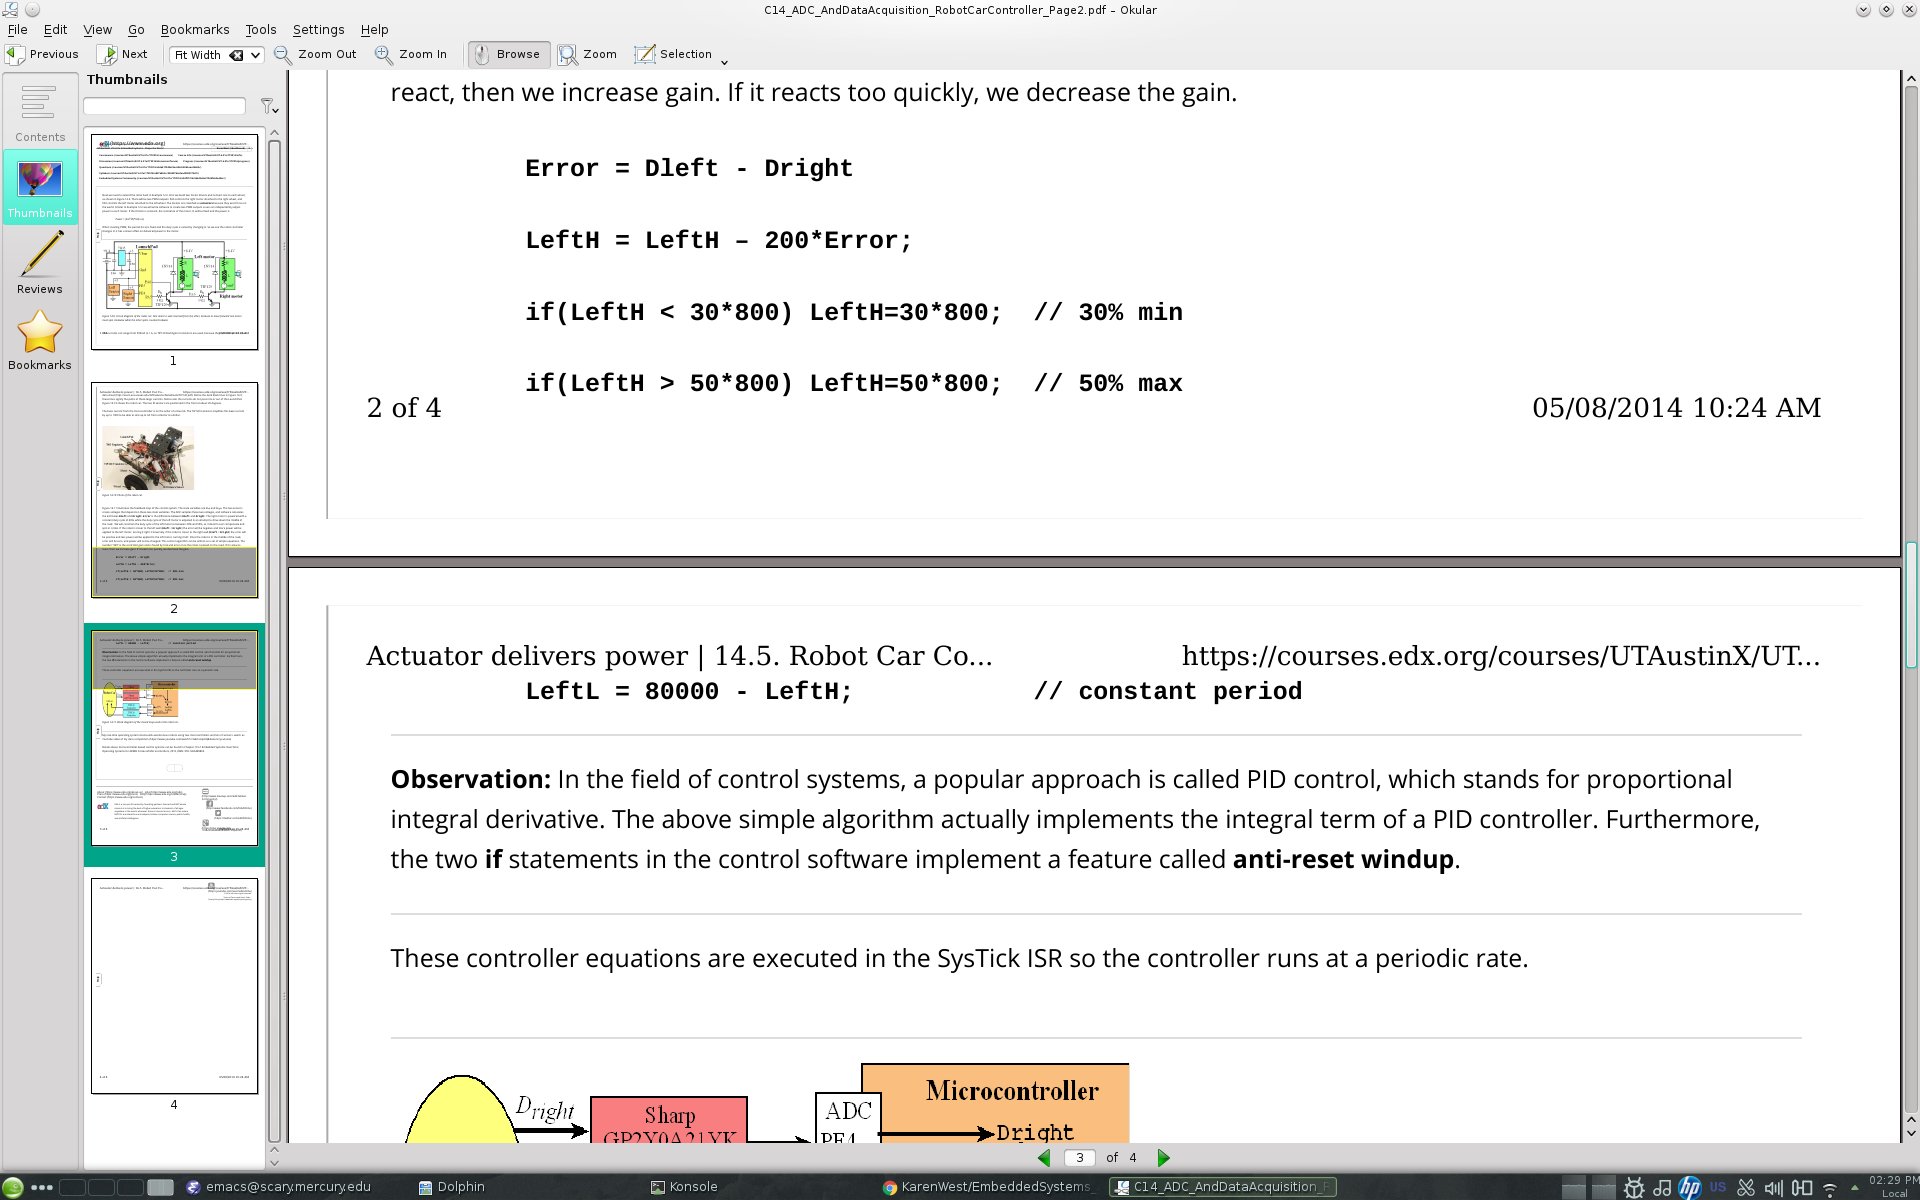 C14_ADC_AndDataAcquisition_RobotCarController_Page2.pdf – Okular
File Edit View Go Bookmarks Tools Settings Help
Previous Next Fit Width Zoom Out Zoom In Browse Zoom Selection
Thumbnails
Contents
Thumbnails
Reviews
Bookmarks
1
2
3
4
react, then we increase gain. If it reacts too quickly, we decrease the gain.
Error = Dleft - Dright
LeftH = LeftH – 200*Error;
if(LeftH < 30*800) LeftH=30*800; // 30% min
if(LeftH > 50*800) LeftH=50*800; // 50% max
2 of 4
05/08/2014 10:24 AM
Actuator delivers power | 14.5. Robot Car Co...
https://courses.edx.org/courses/UTAustinX/UT...
LeftL = 80000 - LeftH; // constant period
Observation: In the field of control systems, a popular approach is called PID control, which stands for proportional
integral derivative. The above simple algorithm actually implements the integral term of a PID controller. Furthermore,
the two if statements in the control software implement a feature called anti-reset windup.
These controller equations are executed in the SysTick ISR so the controller runs at a periodic rate.
Dright
Sharp
GP2Y0A21YK
ADC
PE4
Microcontroller
Dright
3 of 4
emacs@scary.mercury.edu
Dolphin
Konsole
KarenWest/EmbeddedSystems
C14_ADC_AndDataAcquisition_
hp
US
02:29 PM
Local